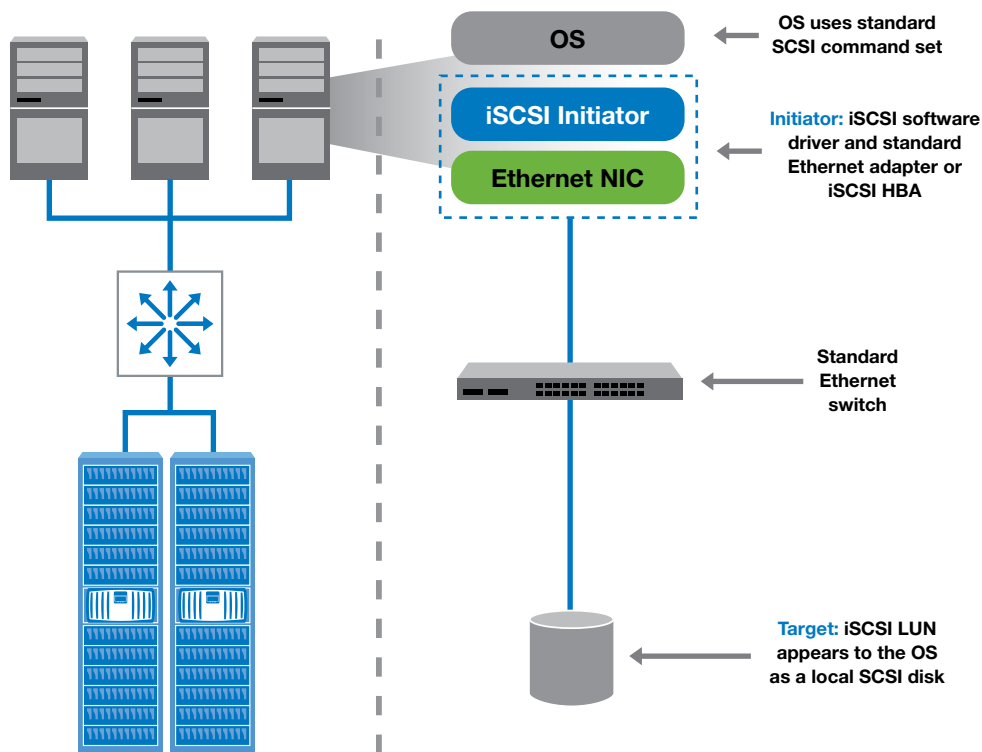 OS
OS uses standard
SCSI command set
iSCSI Initiator
Ethernet NIC
Initiator: iSCSI software
driver and standard
Ethernet adapter or
iSCSI HBA
Standard
Ethernet
switch
Target: iSCSI LUN
appears to the OS
as a local SCSI disk